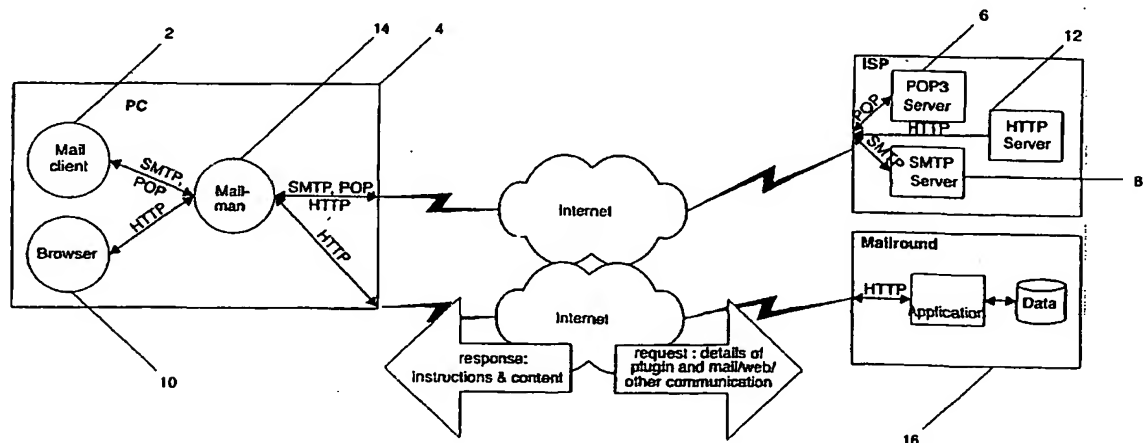 2
14
4
6
12
PC
Mail
client
SMTP,
POP
HTTP
Browser
Mail-
man
SMTP, POP
HTTP
HTTP
10
Internet
Internet
response:
instructions & content
request : details of
plugin and mail/web/
other communication
ISP
POP3
Server
POP
HTTP
HTTP
Server
SMTP
SMTP
Server
8
Mailround
HTTP
Application
Data
16